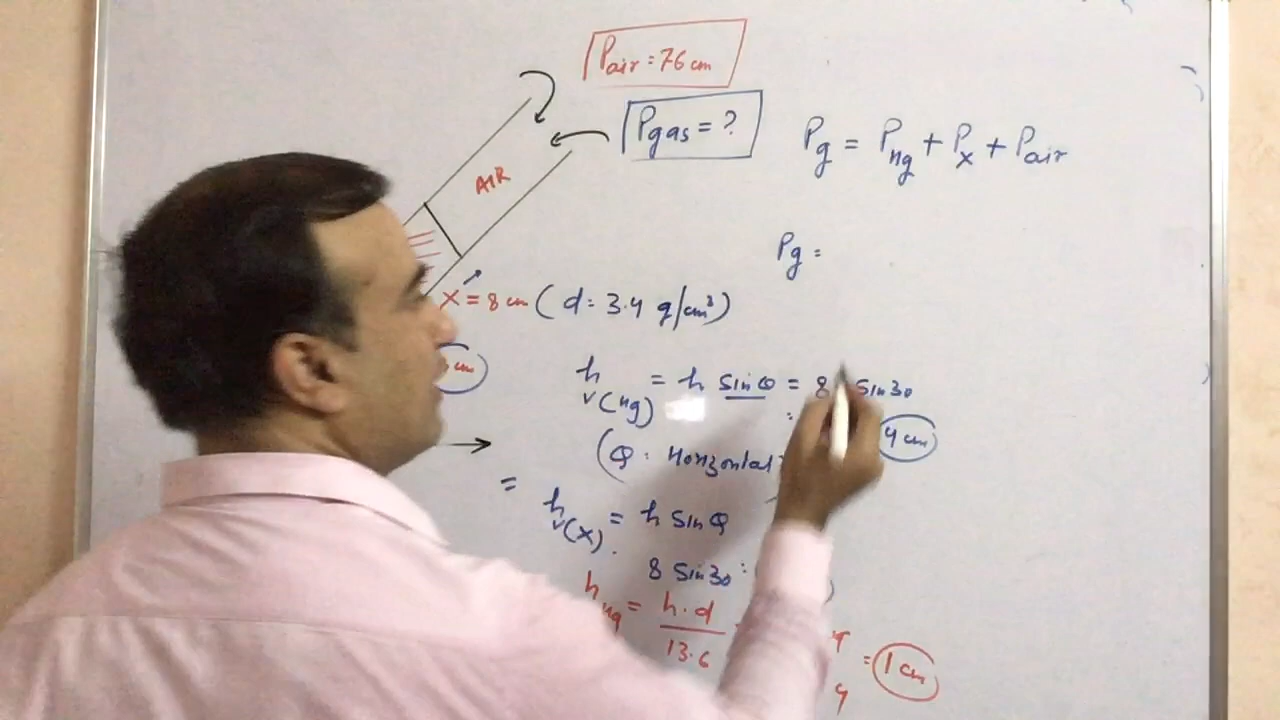 Pair = 76 cm
Pgas = ?
Pg = PHg + Px + Pair
AIR
Pg =
x = 8 cm (d = 3.4 g/cm³)
cm
hv(Hg) = h sinθ = 8 sin30
4 cm
(θ : Horizontal
=
hv(x) = h sinθ
8 sin30
hHg = h.d / 13.6
= 1 cm